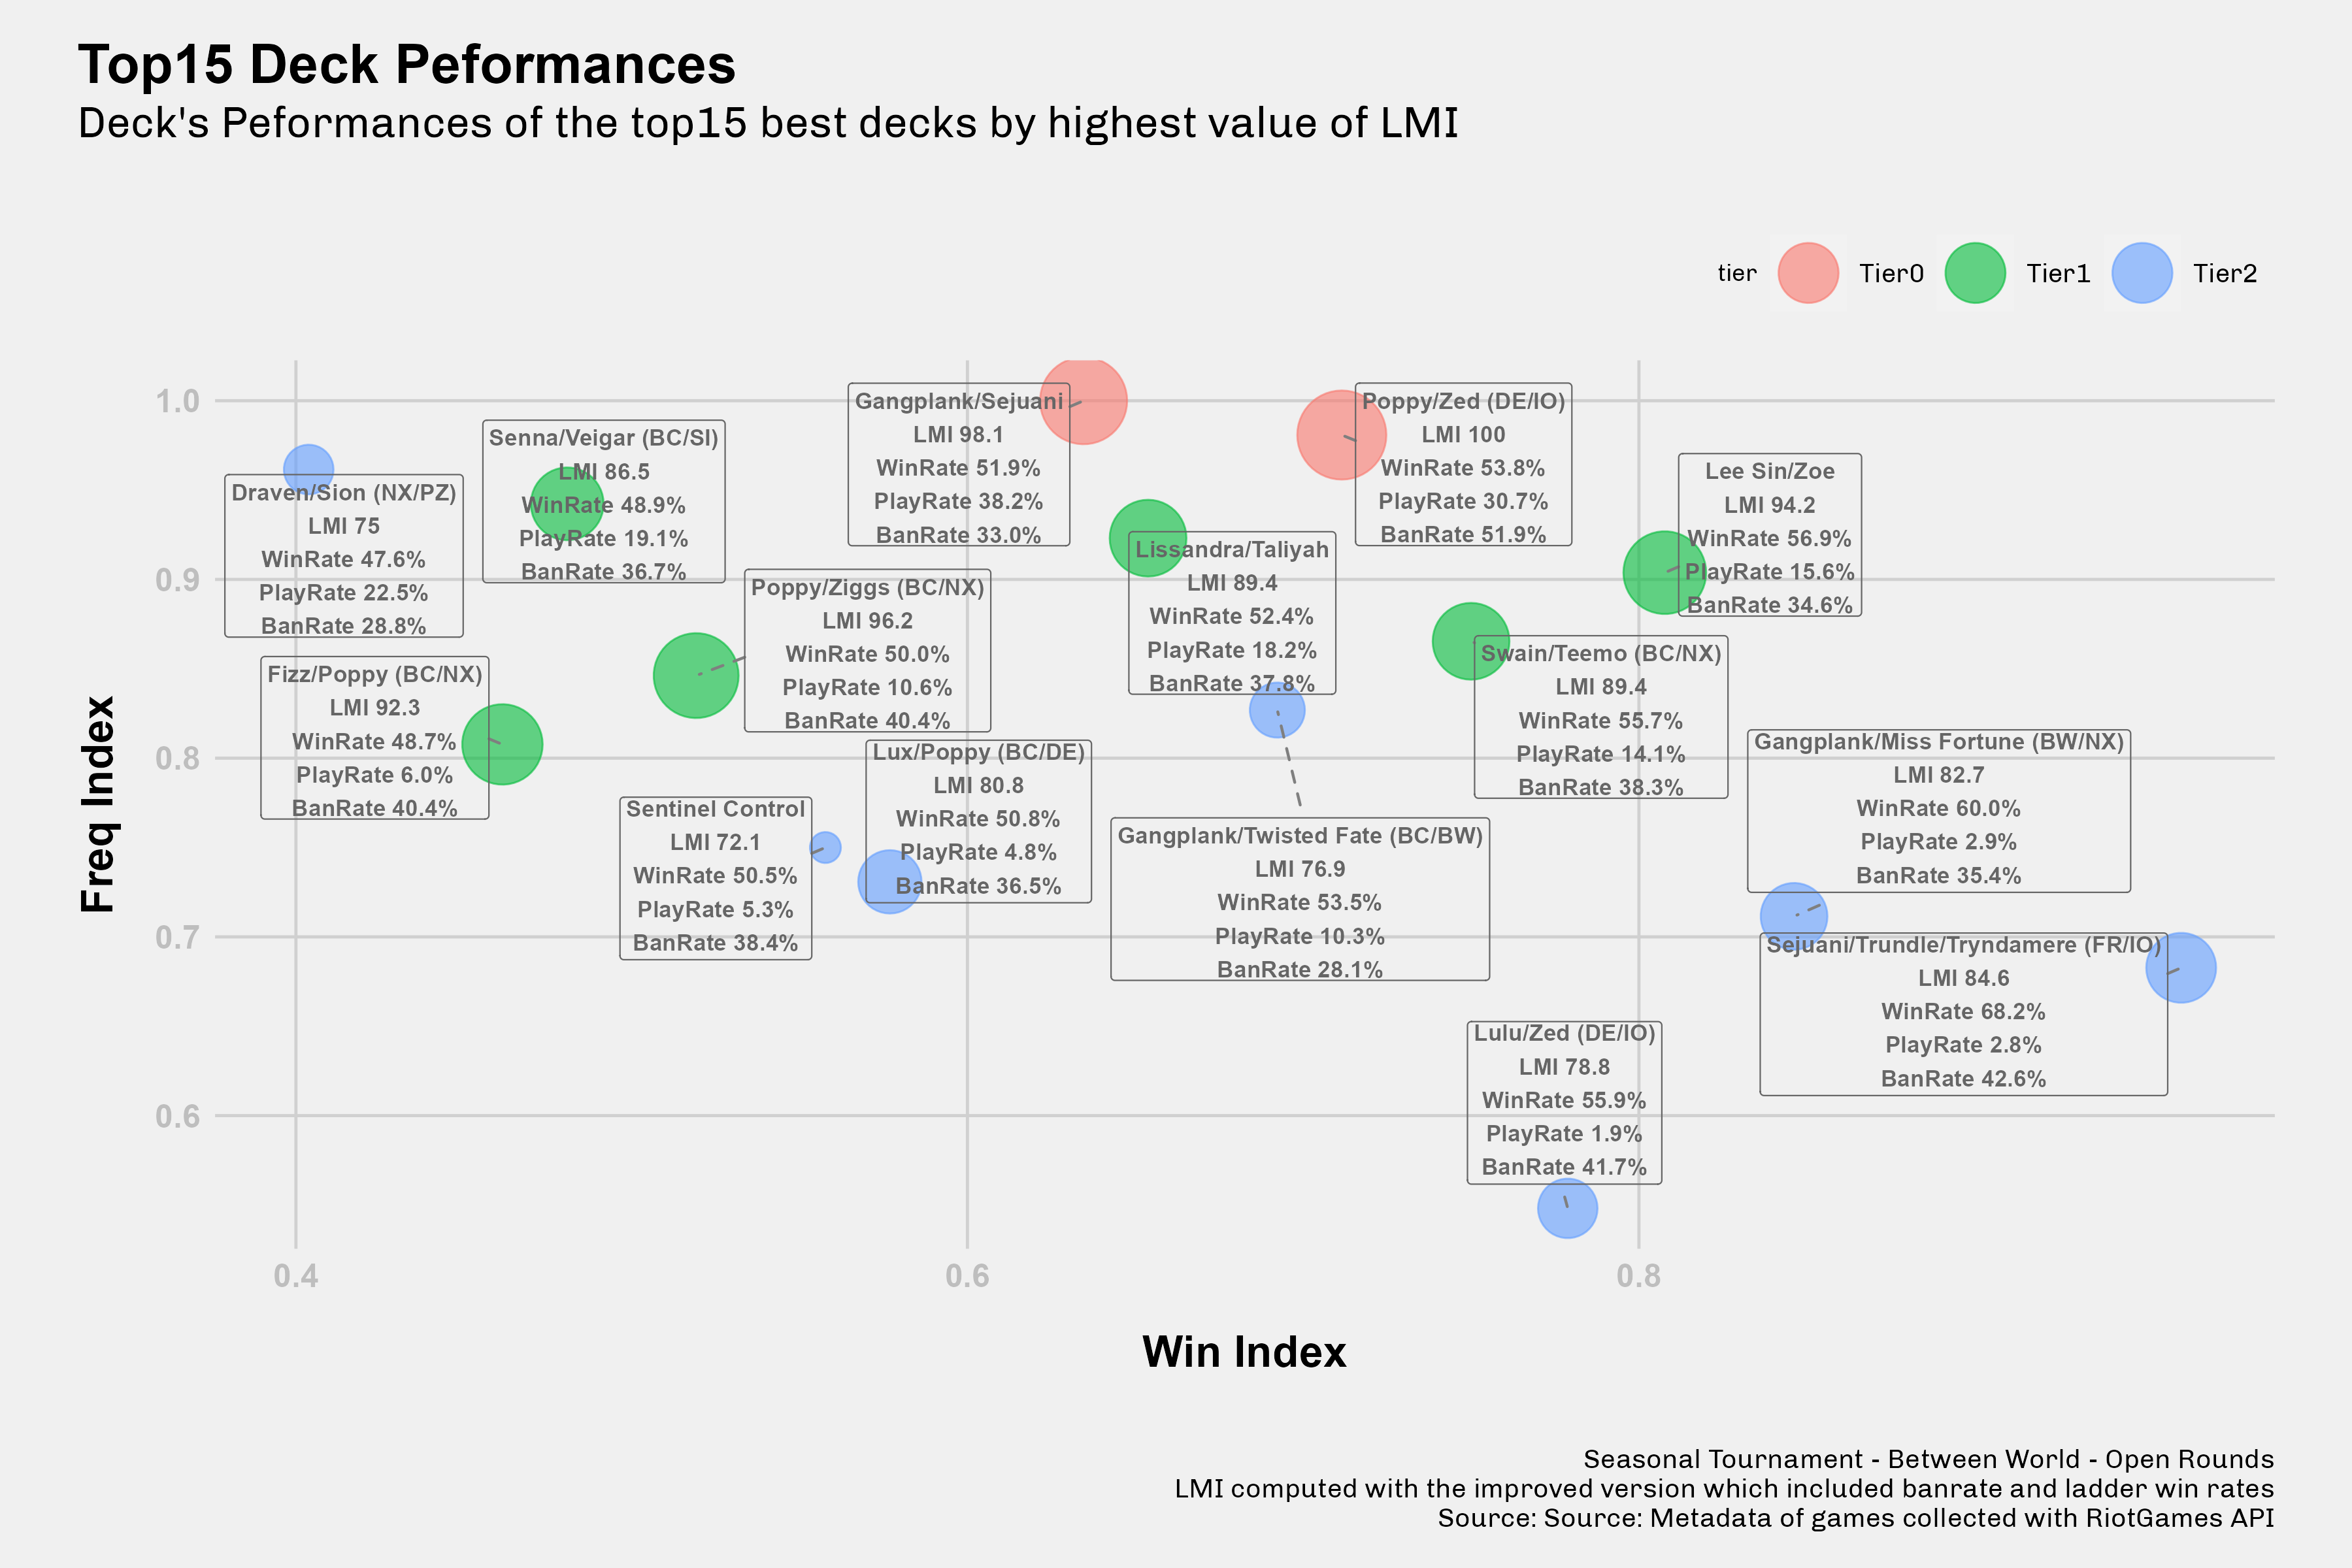 Top15 Deck Peformances
Deck's Peformances of the top15 best decks by highest value of LMI
tier Tier0 Tier1 Tier2
Freq Index
1.0
0.9
0.8
0.7
0.6
Draven/Sion (NX/PZ)
LMI 75
WinRate 47.6%
PlayRate 22.5%
BanRate 28.8%
Senna/Veigar (BC/SI)
LMI 86.5
WinRate 48.9%
PlayRate 19.1%
BanRate 36.7%
Gangplank/Sejuani
LMI 98.1
WinRate 51.9%
PlayRate 38.2%
BanRate 33.0%
Poppy/Zed (DE/IO)
LMI 100
WinRate 53.8%
PlayRate 30.7%
BanRate 51.9%
Lee Sin/Zoe
LMI 94.2
WinRate 56.9%
PlayRate 15.6%
BanRate 34.6%
Lissandra/Taliyah
LMI 89.4
WinRate 52.4%
PlayRate 18.2%
BanRate 37.8%
Poppy/Ziggs (BC/NX)
LMI 96.2
WinRate 50.0%
PlayRate 10.6%
BanRate 40.4%
Swain/Teemo (BC/NX)
LMI 89.4
WinRate 55.7%
PlayRate 14.1%
BanRate 38.3%
Fizz/Poppy (BC/NX)
LMI 92.3
WinRate 48.7%
PlayRate 6.0%
BanRate 40.4%
Gangplank/Miss Fortune (BW/NX)
LMI 82.7
WinRate 60.0%
PlayRate 2.9%
BanRate 35.4%
Lux/Poppy (BC/DE)
LMI 80.8
WinRate 50.8%
PlayRate 4.8%
BanRate 36.5%
Sentinel Control
LMI 72.1
WinRate 50.5%
PlayRate 5.3%
BanRate 38.4%
Gangplank/Twisted Fate (BC/BW)
LMI 76.9
WinRate 53.5%
PlayRate 10.3%
BanRate 28.1%
Sejuani/Trundle/Tryndamere (FR/IO)
LMI 84.6
WinRate 68.2%
PlayRate 2.8%
BanRate 42.6%
Lulu/Zed (DE/IO)
LMI 78.8
WinRate 55.9%
PlayRate 1.9%
BanRate 41.7%
0.4 0.6 0.8
Win Index
Seasonal Tournament - Between World - Open Rounds
LMI computed with the improved version which included banrate and ladder win rates
Source: Source: Metadata of games collected with RiotGames API